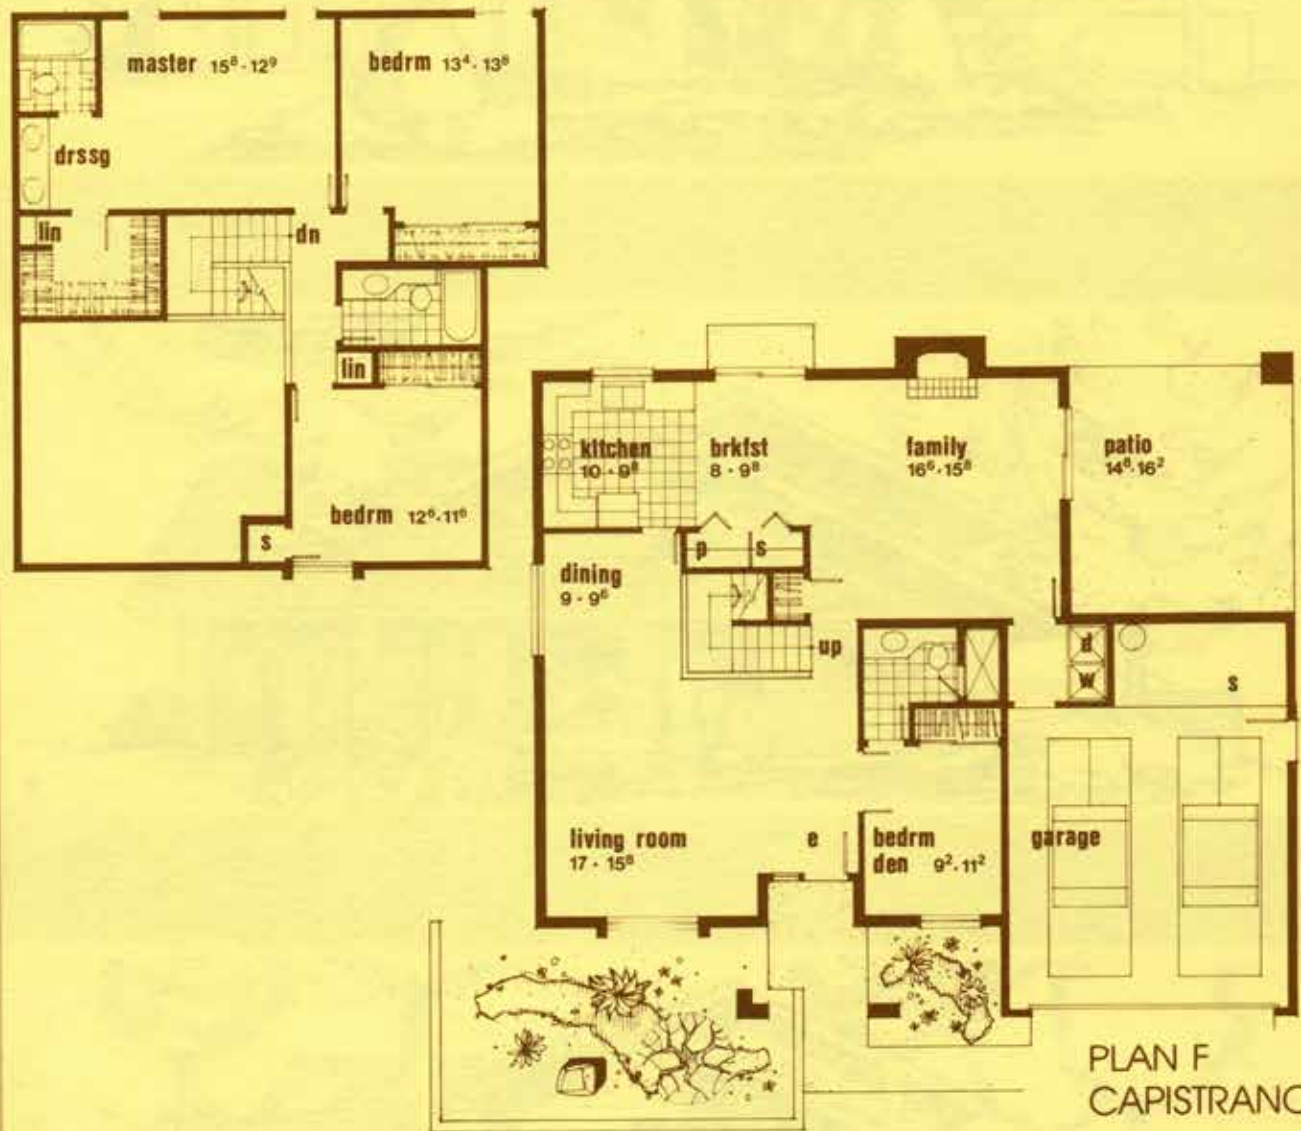 master 15⁸·12⁹
bedrm 13⁴·13⁸
drssg
lin
dn
lin
bedrm 12⁶·11⁶
s
kitchen
10·9⁸
brkfst
8·9⁸
family
16⁶·15⁸
patio
14⁶·16²
p
s
dining
9·9⁶
up
d
w
s
living room
17·15⁸
e
bedrm
den 9²·11²
garage
PLAN F
CAPISTRANO